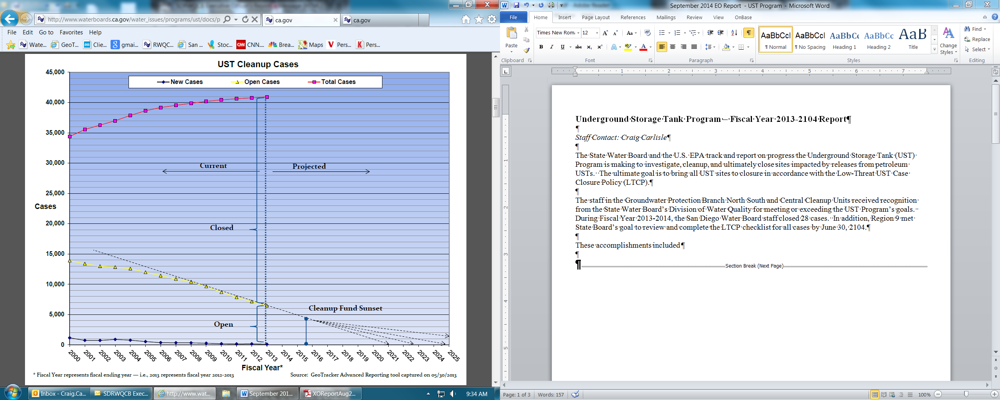 http://www.waterboards.ca.gov/water_issues/programs/ust/docs/p
ca.gov
ca.gov
File Edit Go to Favorites Help
Wate... GeoT... Clie... gmai... RWQC... San ... Stoc... CNN.... Brea... Maps Pers... Pers...
UST Cleanup Cases
New Cases Open Cases Total Cases
45,000
40,000
35,000
30,000
25,000
20,000
15,000
10,000
5,000
0
Cases
Current
Projected
Closed
Open
Cleanup Fund Sunset
2000 2001 2002 2003 2004 2005 2006 2007 2008 2009 2010 2011 2012 2013 2014 2015 2016 2017 2018 2019 2020 2021 2022 2023 2024 2025
Fiscal Year*
* Fiscal Year represents fiscal ending year — i.e., 2013 represents fiscal year 2012-2013
Source: GeoTracker Advanced Reporting tool captured on 05/30/2013
Inbox - Craig.Ca... SDRWQCB Exec... http://www.wat... September 201... XOReportAug2... 9:34 AM
September 2014 EO Report - UST Program - Microsoft Word
File Home Insert Page Layout References Mailings Review View OnBase
Times New Rom 12
Paste
Clipboard Font Paragraph Styles Editing
AaBbCcI AaBbCcI AaBbCc AaBbCc AaB
¶ Normal ¶ No Spacing Heading 1 Heading 2 Title
Change Styles
Find
Replace
Select
1 2 3 4 5 6 7
1
2
3
4
5
Underground·Storage·Tank·Program·–·Fiscal·Year·2013-2104·Report¶
¶
Staff·Contact:·Craig·Carlisle¶
¶
The·State·Water·Board·and·the·U.S.·EPA·track·and·report·on·progress·the·Underground·Storage·Tank·(UST)·
Program·is·making·to·investigate,·cleanup,·and·ultimately·close·sites·impacted·by·releases·from·petroleum·
USTs.··The·ultimate·goal·is·to·bring·all·UST·sites·to·closure·in·accordance·with·the·Low-Threat·UST·Case·
Closure·Policy·(LTCP).¶
¶
The·staff·in·the·Groundwater·Protection·Branch·North·South·and·Central·Cleanup·Units·received·recognition·
from·the·State·Water·Board’s·Division·of·Water·Quality·for·meeting·or·exceeding·the·UST·Program’s·goals.··
During·Fiscal·Year·2013-2014,·the·San·Diego·Water·Board·staff·closed·28·cases.··In·addition,·Region·9·met·
State·Board’s·goal·to·review·and·complete·the·LTCP·checklist·for·all·cases·by·June·30,·2104.¶
¶
These·accomplishments·included¶
¶
¶ Section Break (Next Page)
Page: 1 of 3 Words: 157 100%